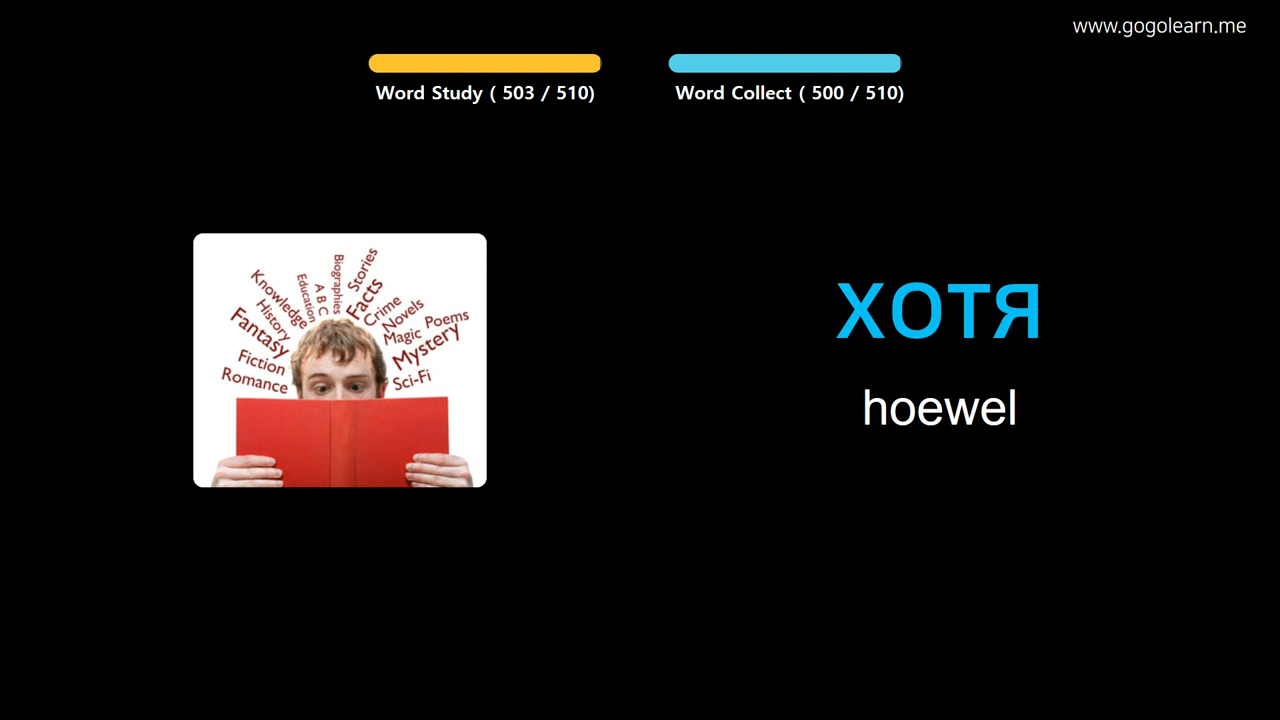 www.gogolearn.me
Word Study ( 503 / 510)
Word Collect ( 500 / 510)
Knowledge
History
Fantasy
Fiction
Romance
Education
A B C
Biographies
Stories
Facts
Crime
Novels
Magic
Poems
Mystery
Sci-Fi
хотя
hoewel